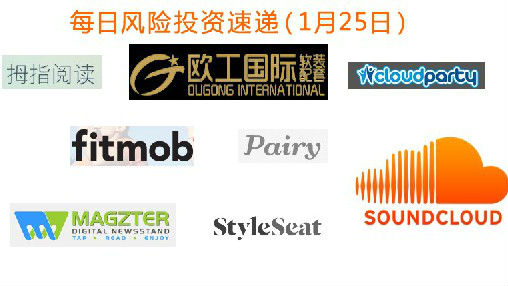 每日风险投资速递(1月25日)
拇指阅读
欧工国际 软装配套
OUGONG INTERNATIONAL
cloudparty
fitmob
Pairy
SOUNDCLOUD
MAGZTER
DIGITAL NEWSSTAND
TAP • READ • ENJOY
StyleSeat